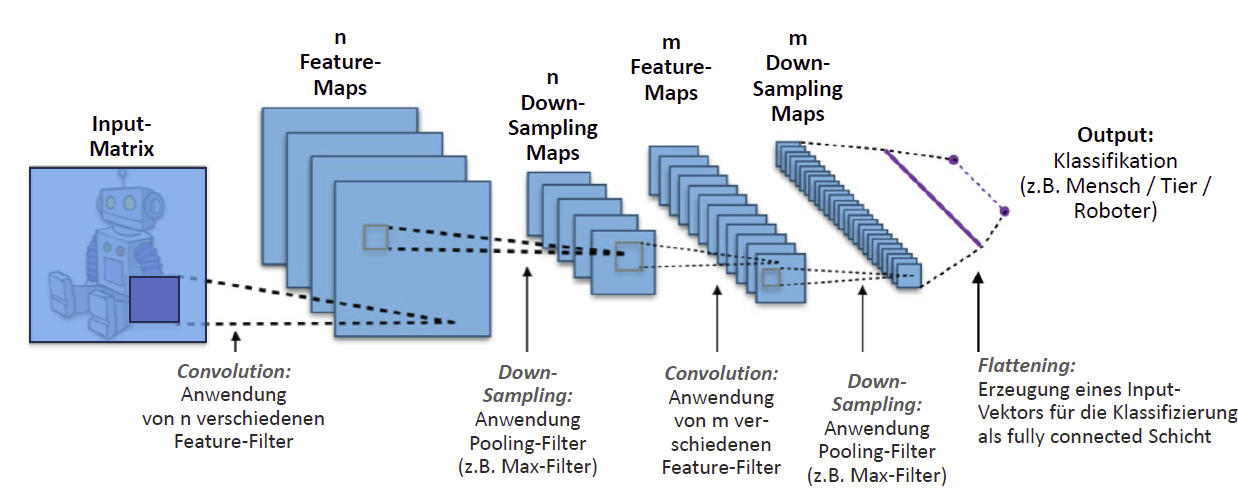 Input-
Matrix
n
Feature-
Maps
n
Down-
Sampling
Maps
m
Feature-
Maps
m
Down-
Sampling
Maps
Output:
Klassifikation
(z.B. Mensch / Tier /
Roboter)
Convolution:
Anwendung
von n verschiedenen
Feature-Filter
Down-
Sampling:
Anwendung
Pooling-Filter
(z.B. Max-Filter)
Convolution:
Anwendung
von m ver-
schiedenen
Feature-Filter
Down-
Sampling:
Anwendung
Pooling-Filter
(z.B. Max-Filter)
Flattening:
Erzeugung eines Input-
Vektors für die Klassifizierung
als fully connected Schicht